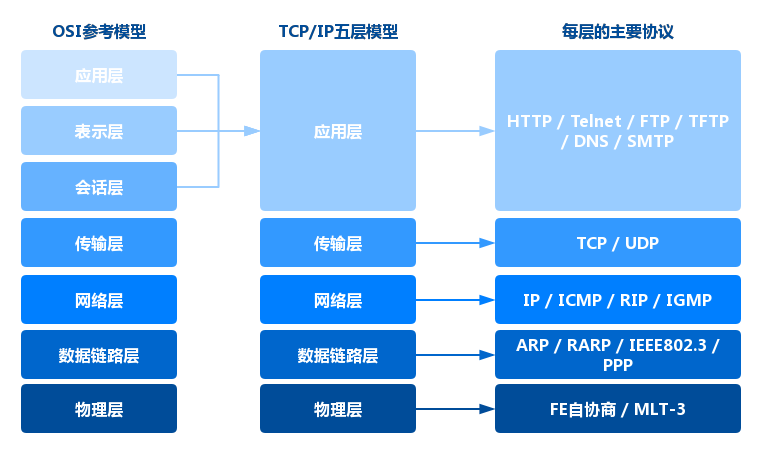 OSI参考模型
TCP/IP五层模型
每层的主要协议
应用层
表示层
会话层
应用层
HTTP / Telnet / FTP / TFTP
/ DNS / SMTP
传输层
传输层
TCP / UDP
网络层
网络层
IP / ICMP / RIP / IGMP
数据链路层
数据链路层
ARP / RARP / IEEE802.3 /
PPP
物理层
物理层
FE自协商 / MLT-3